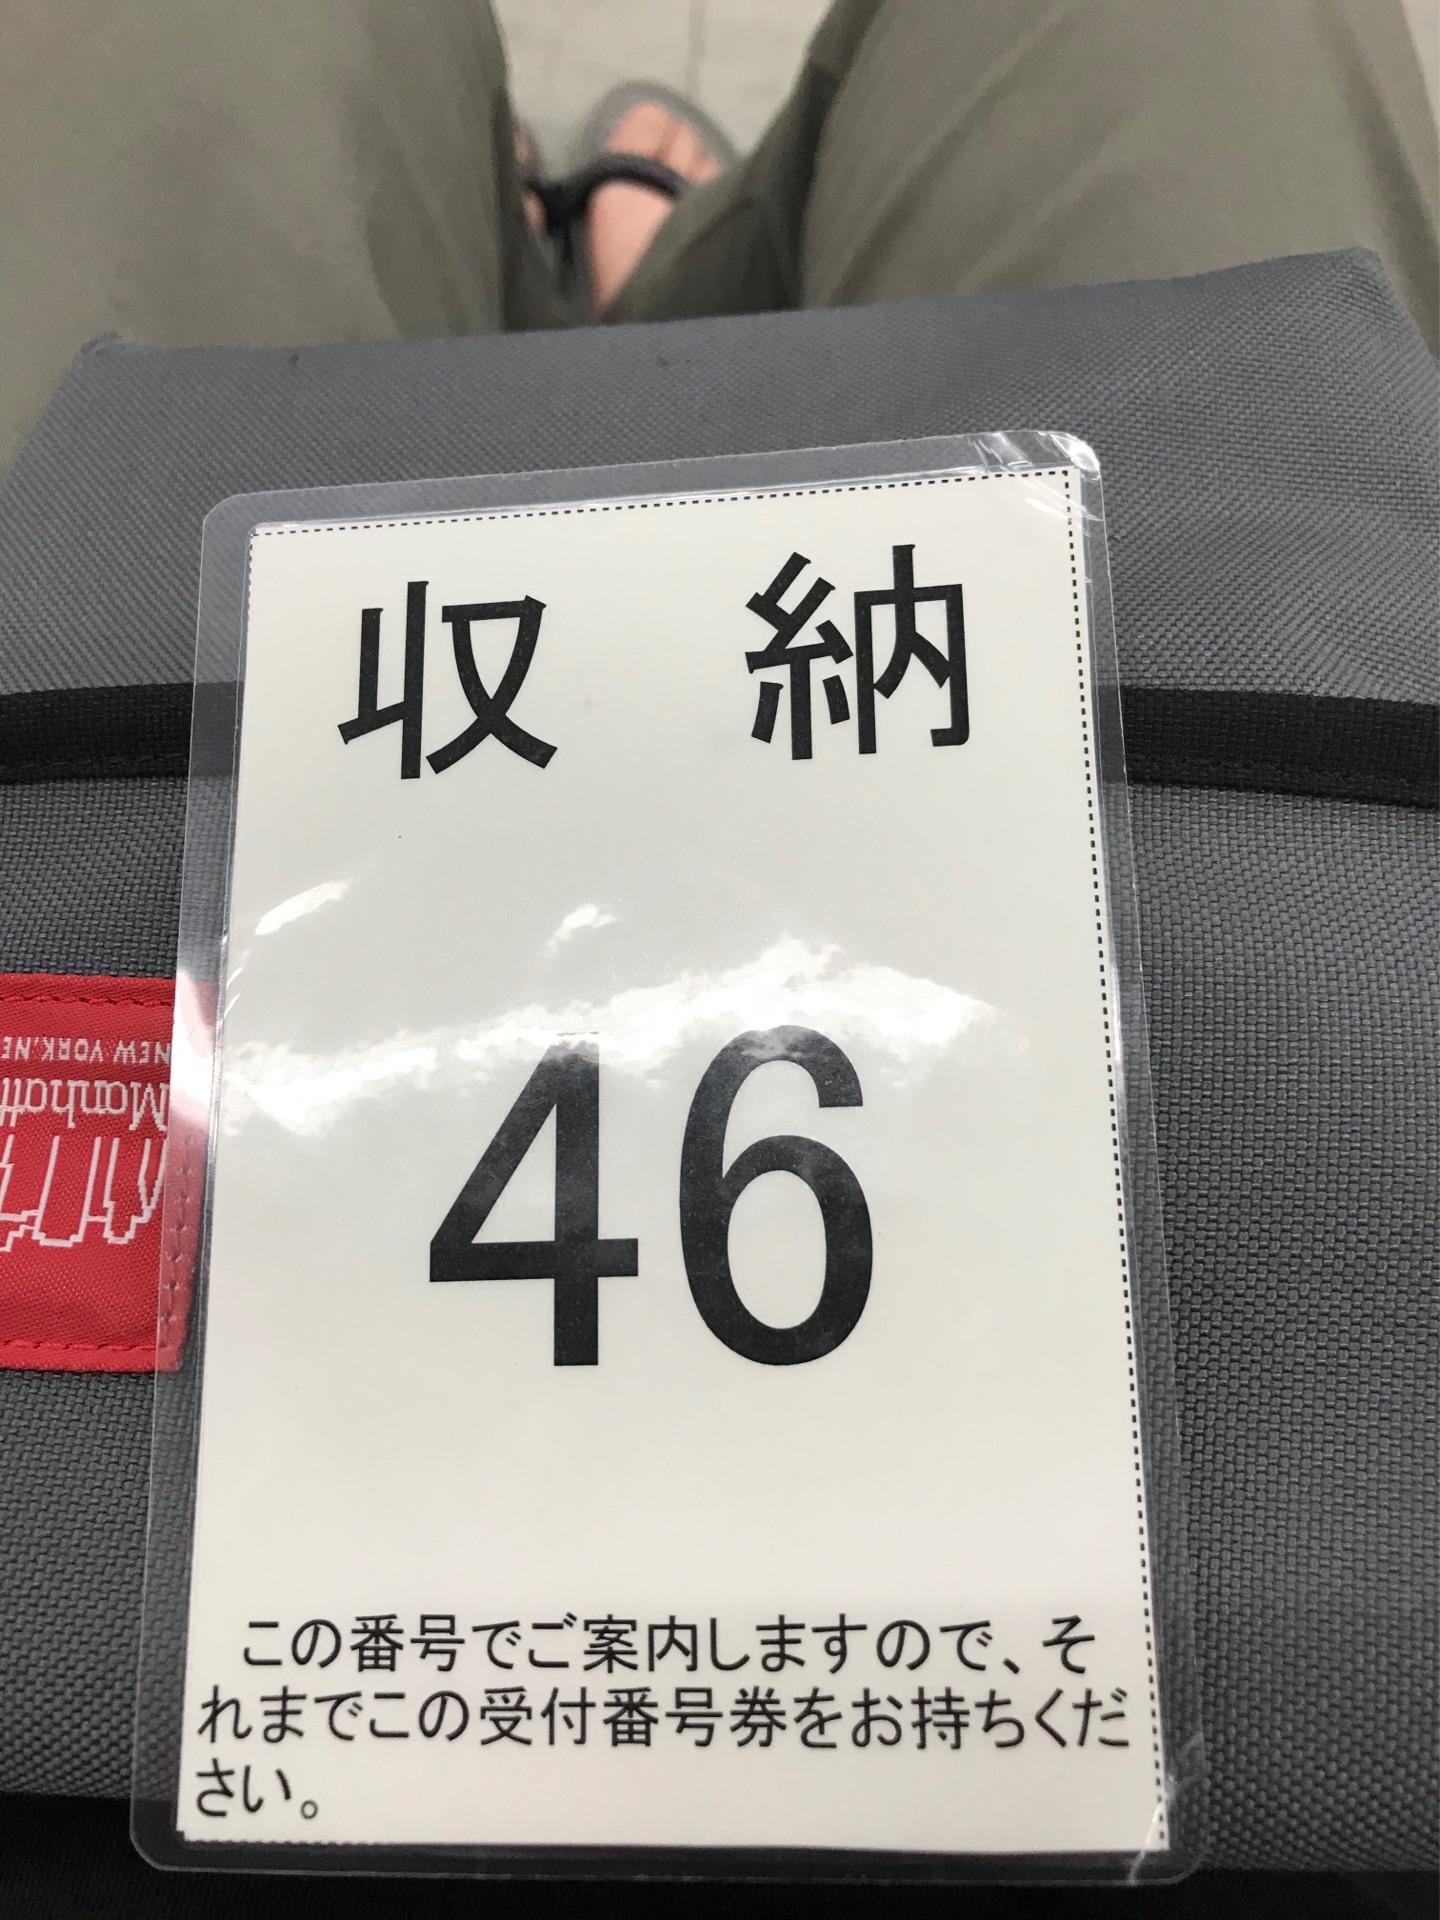 収 納
46
この番号でご案内しますので、そ
れまでこの受付番号券をお持ちくだ
さい。
Manhatt
NEW YORK.NE